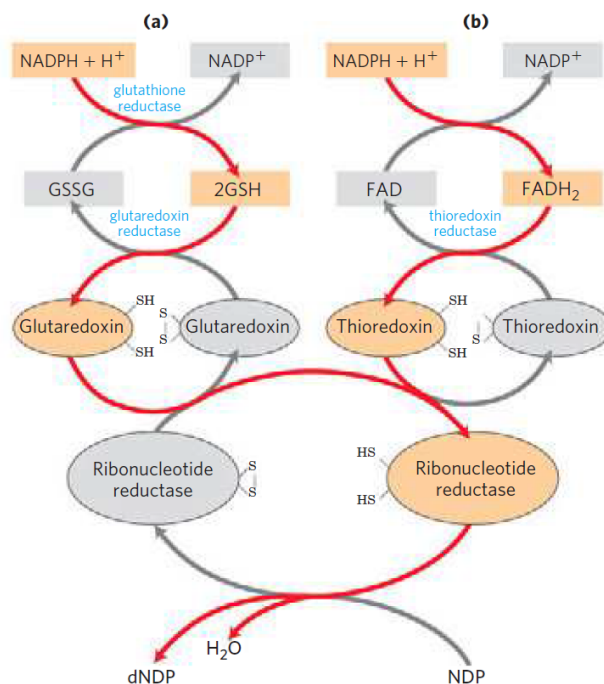 (a)
(b)
NADPH + H+
NADP+
NADPH + H+
NADP+
glutathione
reductase
GSSG
2GSH
FAD
FADH2
glutaredoxin
reductase
thioredoxin
reductase
SH
S
SH
Glutaredoxin
Glutaredoxin
Thioredoxin
Thioredoxin
SH
S
SH
S
HS
Ribonucleotide
reductase
S
S
Ribonucleotide
reductase
HS
H2O
dNDP
NDP